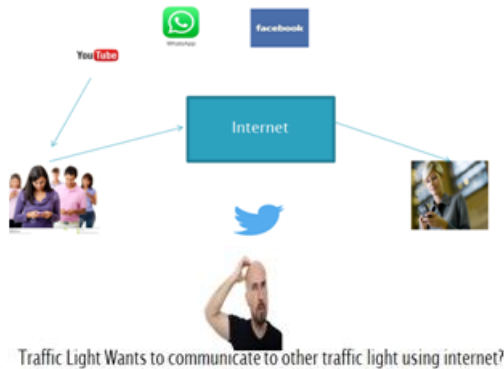 WhatsApp
facebook
YouTube
Internet
Traffic Light Wants to communicate to other traffic light using internet?